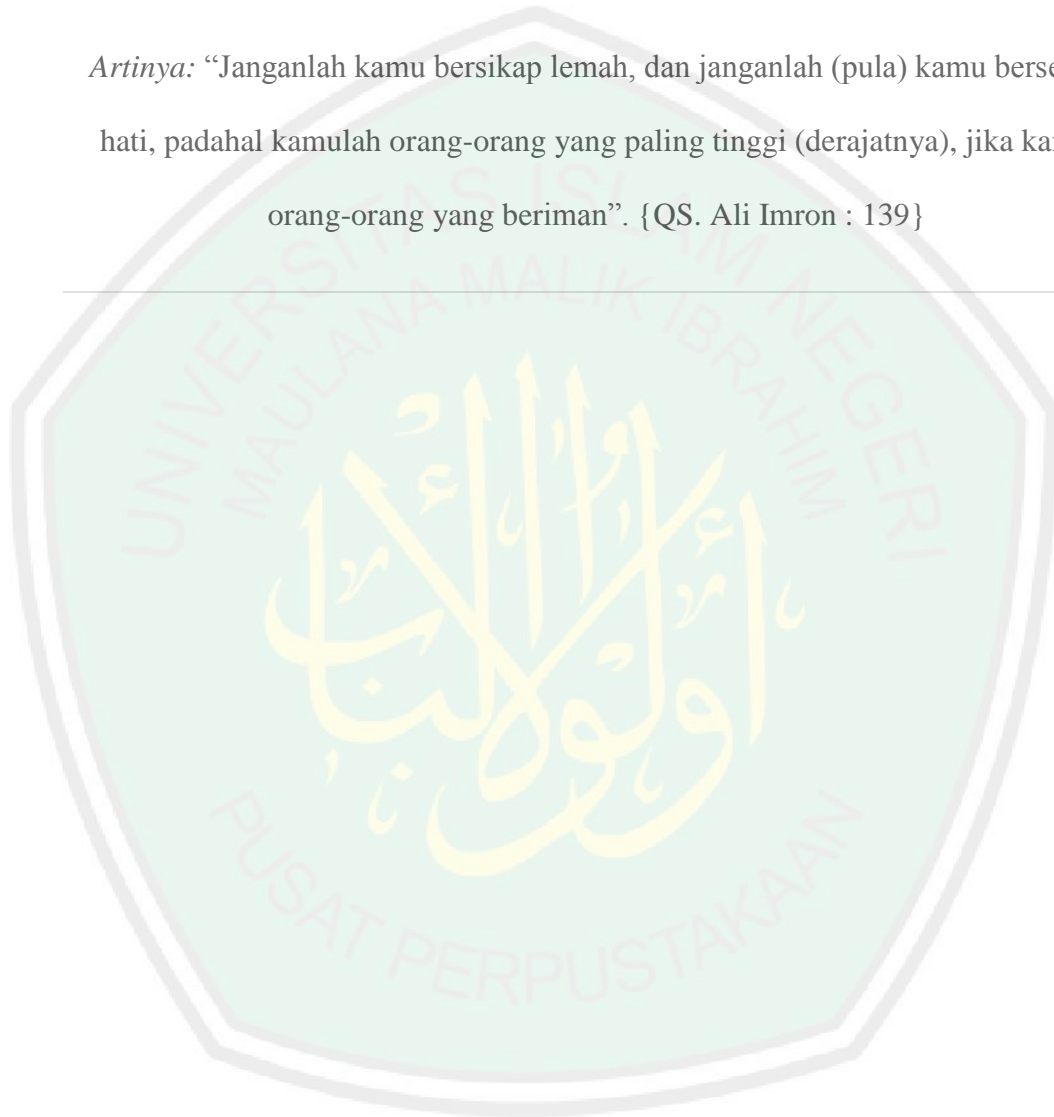 Artinya: “Janganlah kamu bersikap lemah, dan janganlah (pula) kamu berse
hati, padahal kamulah orang-orang yang paling tinggi (derajatnya), jika ka
orang-orang yang beriman”. {QS. Ali Imron : 139}
UNIVERSITAS ISLAM NEGERI
MAULANA MALIK IBRAHIM
أولوا الألباب
PUSAT PERPUSTAKAAN